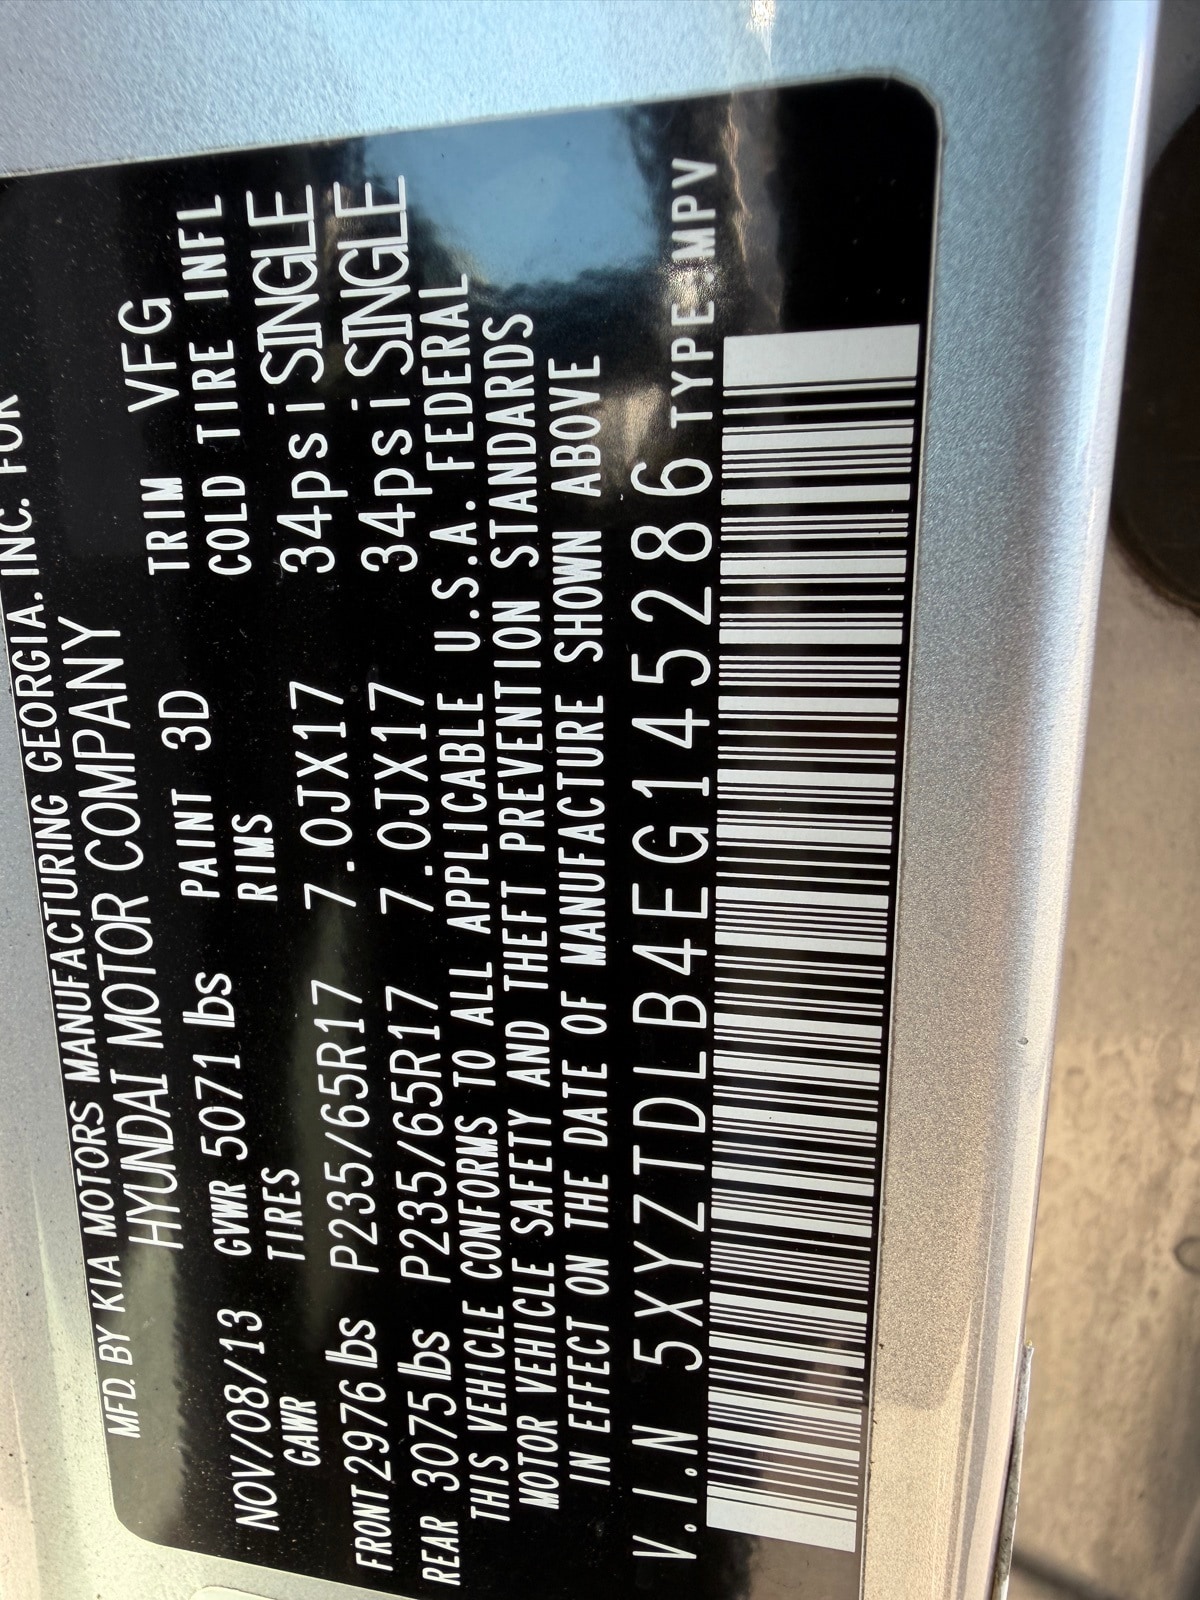 MFD. BY KIA MOTORS MANUFACTURING GEORGIA. INC. FOR
HYUNDAI MOTOR COMPANY
NOV/08/13 GVWR 5071 lbs PAINT 3D TRIM VFG
GAWR TIRES RIMS COLD TIRE INFL
FRONT 2976 lbs P235/65R17 7.0JX17 34psi SINGLE
REAR 3075 lbs P235/65R17 7.0JX17 34psi SINGLE
THIS VEHICLE CONFORMS TO ALL APPLICABLE U.S.A. FEDERAL
MOTOR VEHICLE SAFETY AND THEFT PREVENTION STANDARDS
IN EFFECT ON THE DATE OF MANUFACTURE SHOWN ABOVE
V.I.N 5XYZTDLB4EG145286 TYPE:MPV